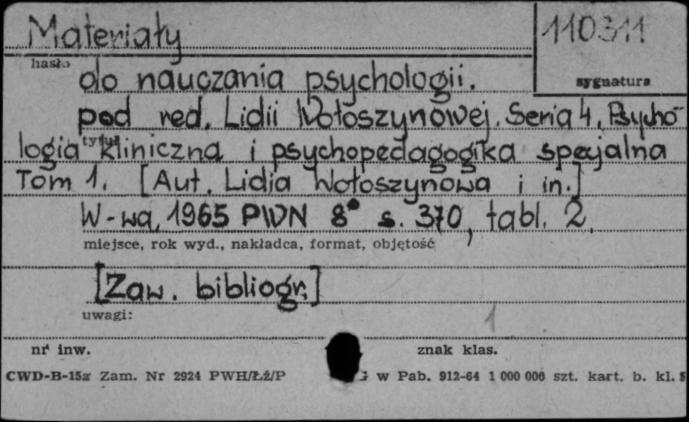 Materiały 110311
hasło
sygnatura
do nauczania psychologii.
pod red. Lidii Wołoszynowej. Seria 4, Psycho-
tytuł
logia kliniczna i psychopedagogika specjalna
Tom 1. [Aut. Lidia Wołoszynowa i in.]
W-wa, 1965 PWN 8° s. 370, tabl. 2.
miejsce, rok wyd., nakładca, format, objętość
[Zaw. bibliogr.]
uwagi:
1
nr inw. znak klas.
CWD-B-15a Zam. Nr 2924 PWH/Łż/P G w Pab. 912-64 1 000 000 szt. kart. b. kl. 5